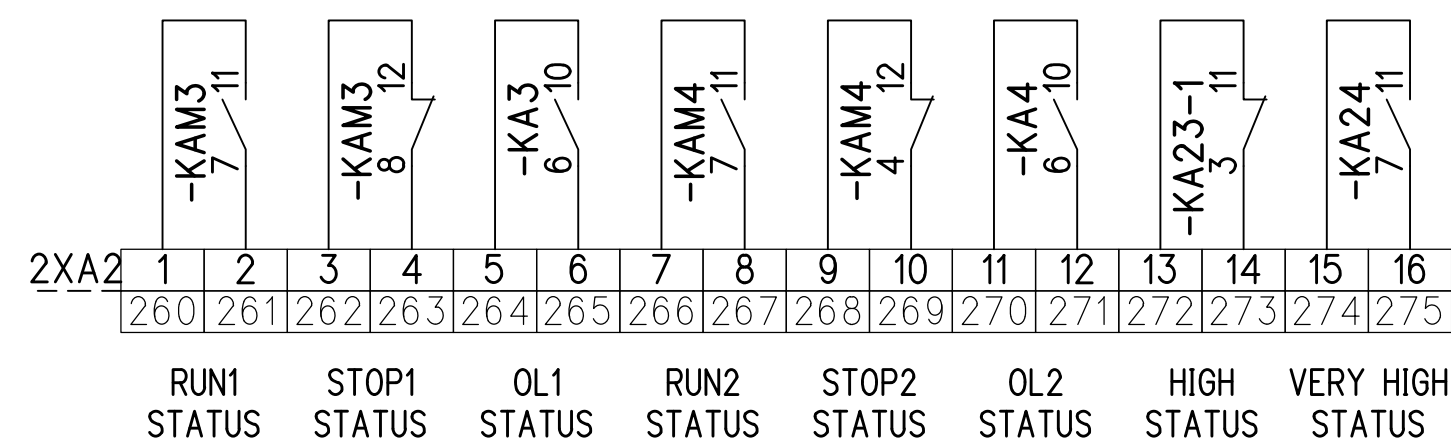 -KAM3 7 11
-KAM3 8 12
-KA3 6 10
-KAM4 7 11
-KAM4 4 12
-KA4 6 10
-KA23-1 3 11
-KA24 7 11
2XA2 1 2 3 4 5 6 7 8 9 10 11 12 13 14 15 16
260 261 262 263 264 265 266 267 268 269 270 271 272 273 274 275
RUN1 STOP1 OL1 RUN2 STOP2 OL2 HIGH VERY HIGH
STATUS STATUS STATUS STATUS STATUS STATUS STATUS STATUS